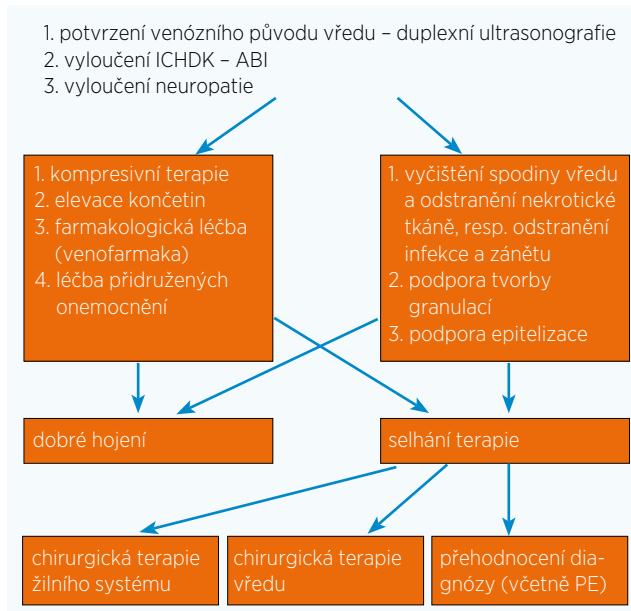 1. potvrzení venózního původu vředu – duplexní ultrasonografie
2. vyloučení ICHDK – ABI
3. vyloučení neuropatie
1. kompresivní terapie
2. elevace končetin
3. farmakologická léčba
(venofarmaka)
4. léčba přidružených
onemocnění
1. vyčištění spodiny vředu
a odstranění nekrotické
tkáně, resp. odstranění
infekce a zánětu
2. podpora tvorby
granulací
3. podpora epitelizace
dobré hojení
selhání terapie
chirurgická terapie
žilního systému
chirurgická terapie
vředu
přehodnocení dia-
gnózy (včetně PE)